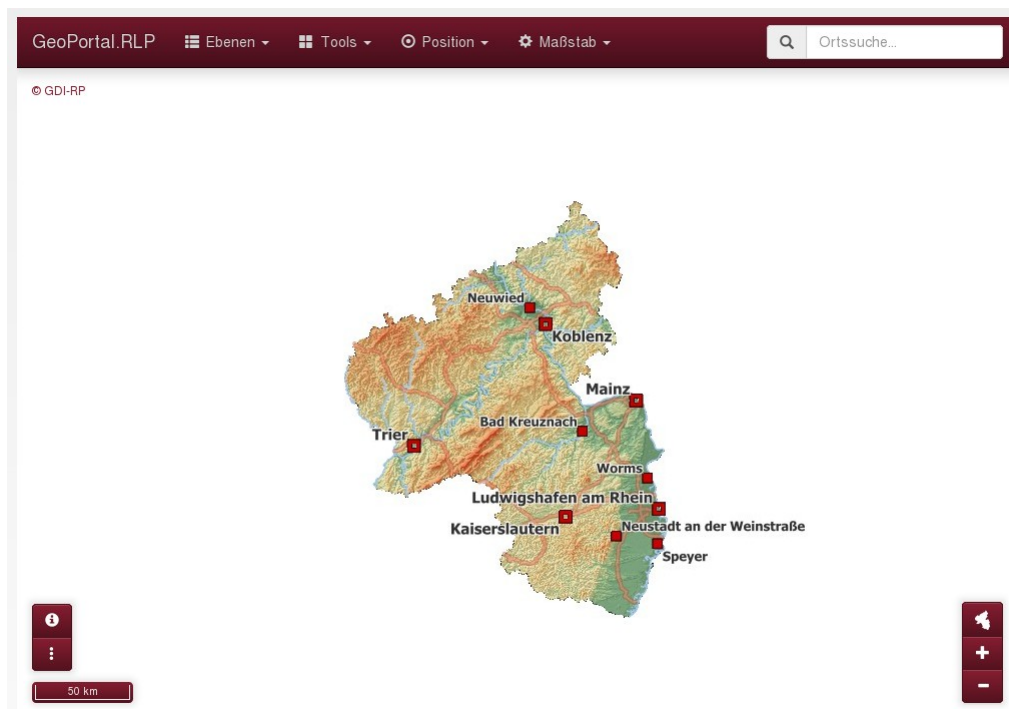 GeoPortal.RLP Ebenen Tools Position Maßstab Ortssuche...
© GDI-RP
Neuwied
Koblenz
Mainz
Bad Kreuznach
Trier
Worms
Ludwigshafen am Rhein
Kaiserslautern
Neustadt an der Weinstraße
Speyer
50 km